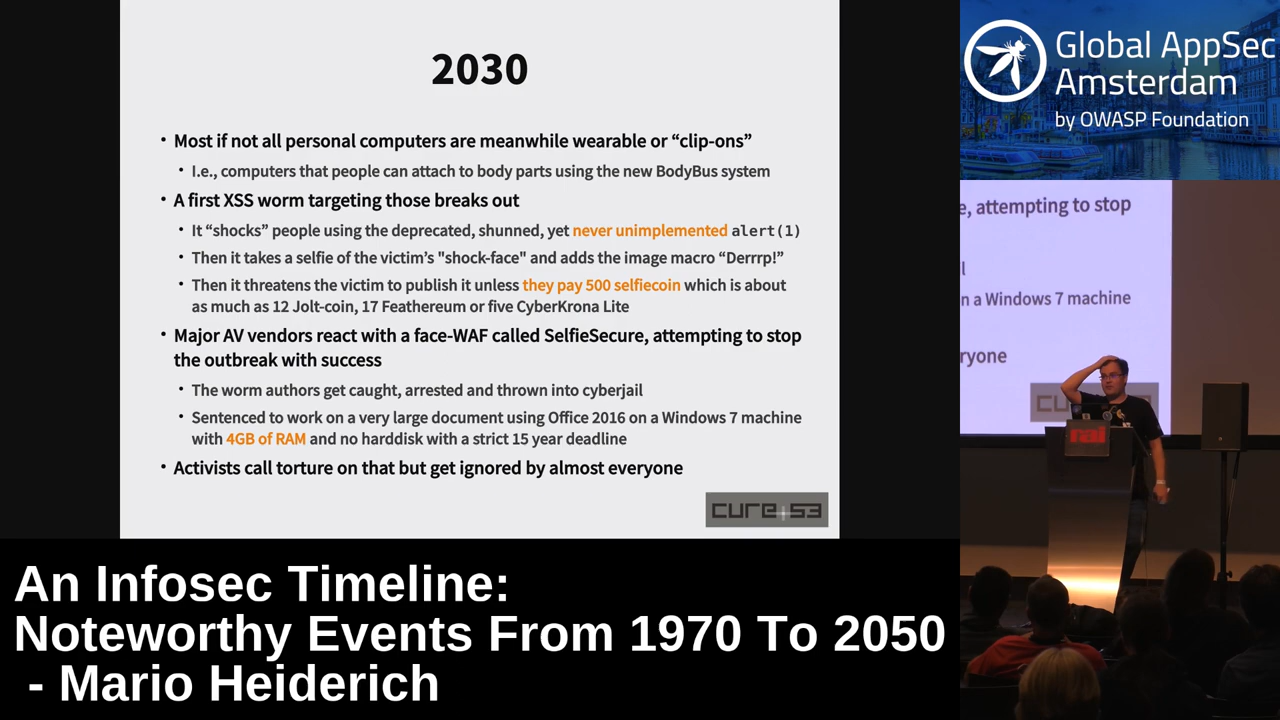 2030
• Most if not all personal computers are meanwhile wearable or “clip-ons”
• I.e., computers that people can attach to body parts using the new BodyBus system
• A first XSS worm targeting those breaks out
• It “shocks” people using the deprecated, shunned, yet never unimplemented alert(1)
• Then it takes a selfie of the victim’s "shock-face" and adds the image macro “Derrrp!”
• Then it threatens the victim to publish it unless they pay 500 selfiecoin which is about
as much as 12 Jolt-coin, 17 Feathereum or five CyberKrona Lite
• Major AV vendors react with a face-WAF called SelfieSecure, attempting to stop
the outbreak with success
• The worm authors get caught, arrested and thrown into cyberjail
• Sentenced to work on a very large document using Office 2016 on a Windows 7 machine
with 4GB of RAM and no harddisk with a strict 15 year deadline
• Activists call torture on that but get ignored by almost everyone
cure+53
Global AppSec
Amsterdam
by OWASP Foundation
e, attempting to stop
l
n a Windows 7 machine
ryone
cu
rai
An Infosec Timeline:
Noteworthy Events From 1970 To 2050
- Mario Heiderich